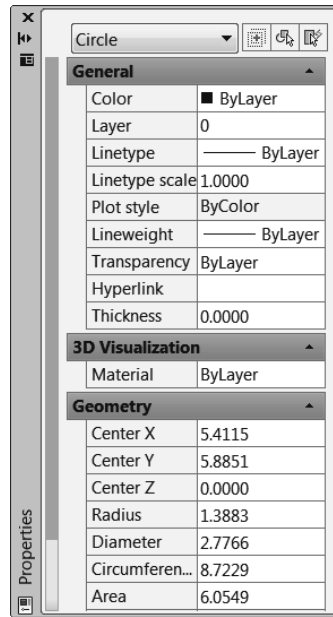 Circle
General
Color ByLayer
Layer 0
Linetype ByLayer
Linetype scale 1.0000
Plot style ByColor
Lineweight ByLayer
Transparency ByLayer
Hyperlink
Thickness 0.0000
3D Visualization
Material ByLayer
Geometry
Center X 5.4115
Center Y 5.8851
Center Z 0.0000
Radius 1.3883
Diameter 2.7766
Circumferen... 8.7229
Area 6.0549
Properties